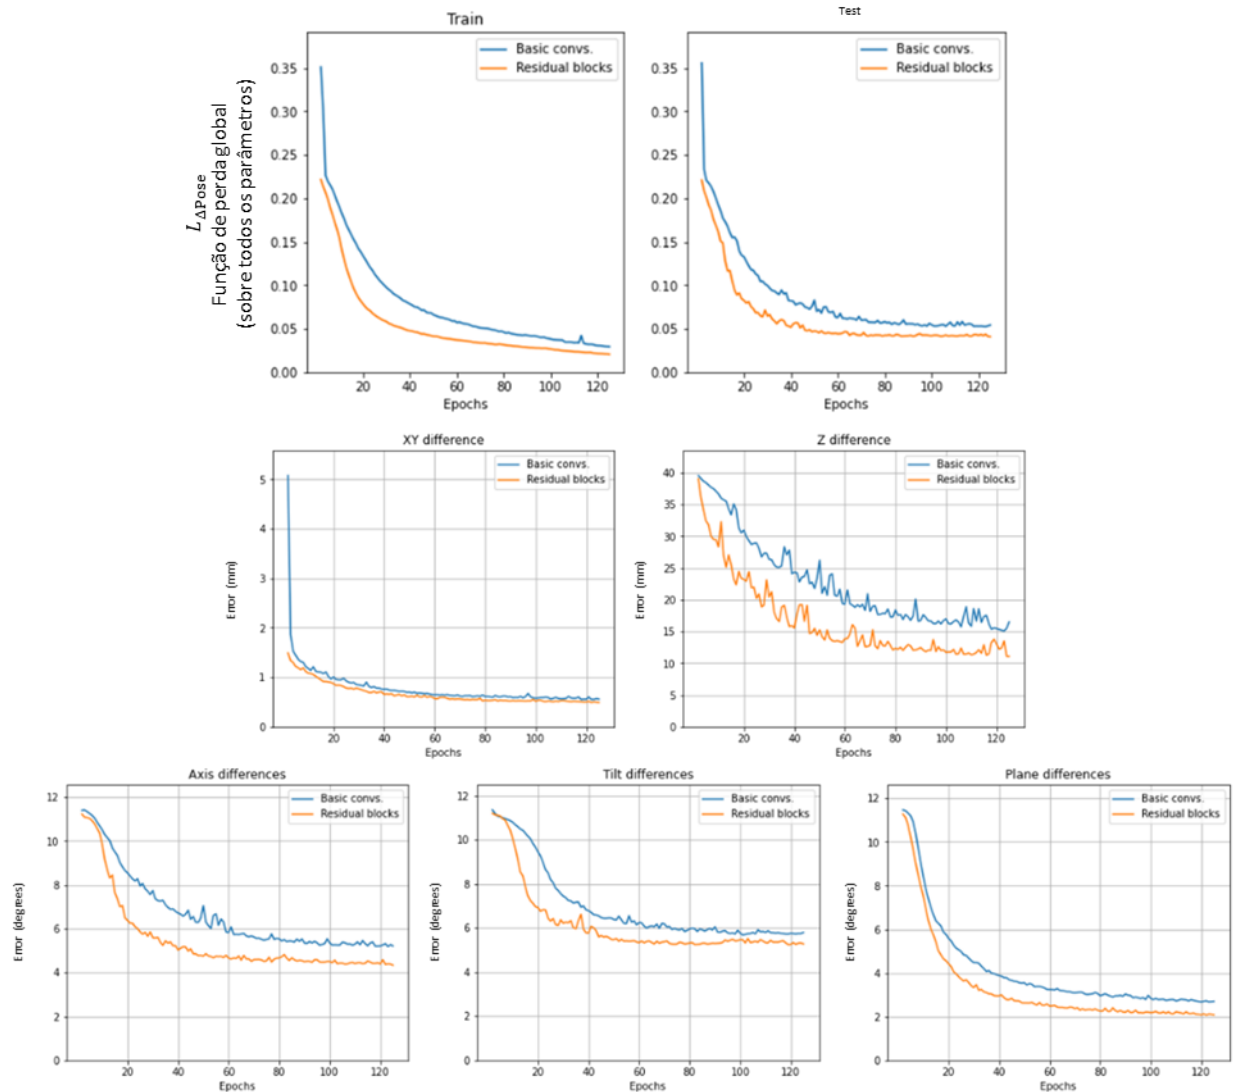 Train
Test
L ΔPose
Função de perda global
(sobre todos os parâmetros)
Basic convs.
Residual blocks
0.35
0.30
0.25
0.20
0.15
0.10
0.05
0.00
20 40 60 80 100 120
Epochs
Basic convs.
Residual blocks
0.35
0.30
0.25
0.20
0.15
0.10
0.05
0.00
20 40 60 80 100 120
Epochs
XY difference
Basic convs.
Residual blocks
Error (mm)
5
4
3
2
1
0
20 40 60 80 100 120
Epochs
Z difference
Basic convs.
Residual blocks
Error (mm)
40
35
30
25
20
15
10
5
0
20 40 60 80 100 120
Epochs
Axis differences
Basic convs.
Residual blocks
Error (degrees)
12
10
8
6
4
2
0
20 40 60 80 100 120
Epochs
Tilt differences
Basic convs.
Residual blocks
Error (degrees)
12
10
8
6
4
2
0
20 40 60 80 100 120
Epochs
Plane differences
Basic convs.
Residual blocks
Error (degrees)
12
10
8
6
4
2
0
20 40 60 80 100 120
Epochs